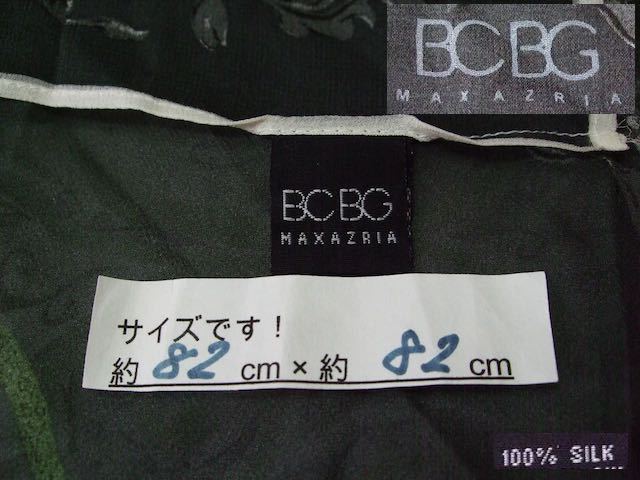 BCBG
MAXAZRIA
BCBG
MAXAZRIA
サイズです！
約 82 cm × 約 82 cm
100% SILK